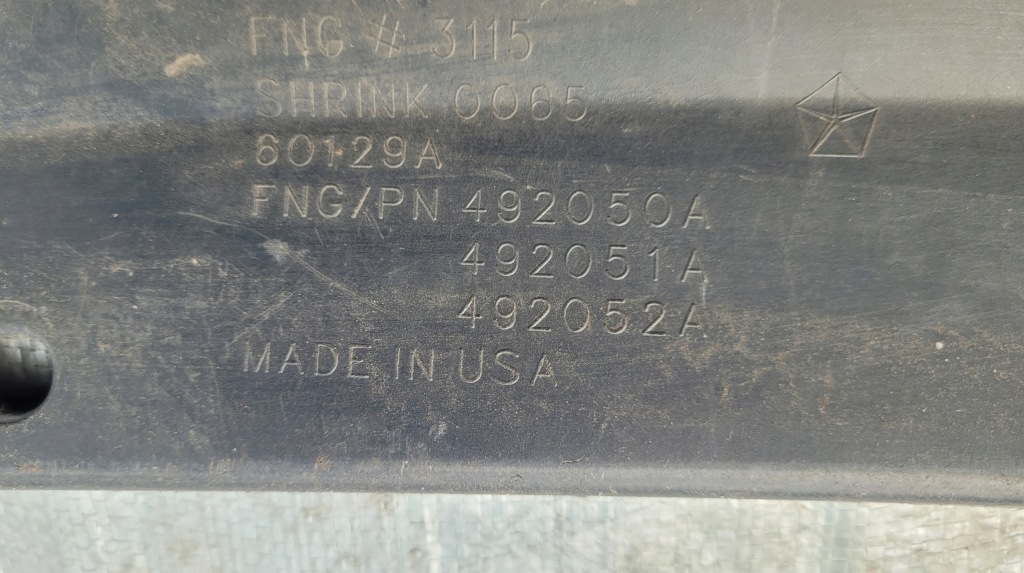 FNG # 3115
SHRINK 0065
60129A
FNG/PN 492050A
492051A
492052A
MADE IN USA